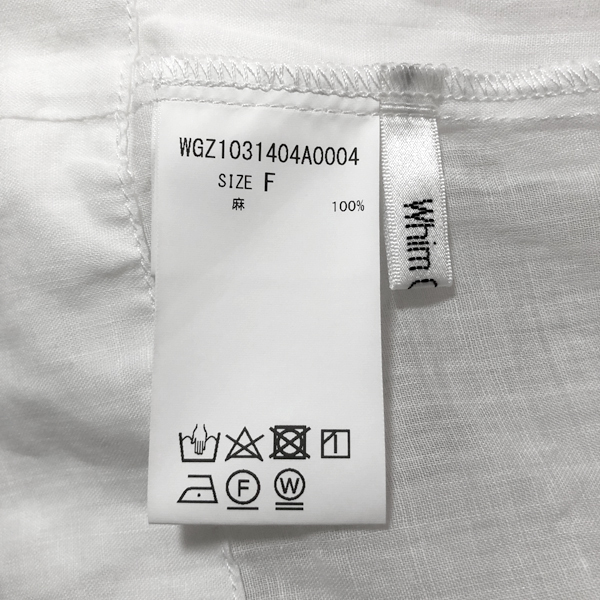 WGZ1031404A0004
SIZE F
麻 100%
Whim
F W